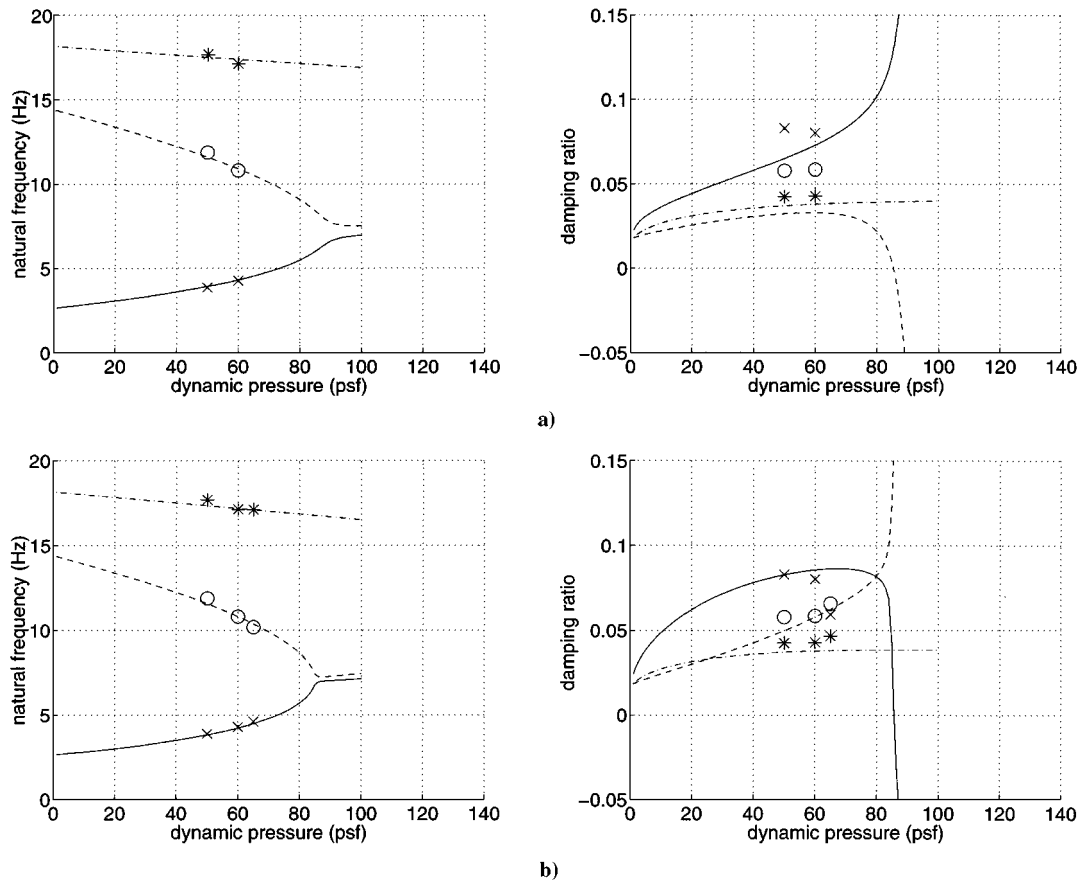 20
15
10
5
0
natural frequency (Hz)
0 20 40 60 80 100 120 140
dynamic pressure (psf)
0.15
0.1
0.05
0
−0.05
damping ratio
0 20 40 60 80 100 120 140
dynamic pressure (psf)
a)
20
15
10
5
0
natural frequency (Hz)
0 20 40 60 80 100 120 140
dynamic pressure (psf)
0.15
0.1
0.05
0
−0.05
damping ratio
0 20 40 60 80 100 120 140
dynamic pressure (psf)
b)